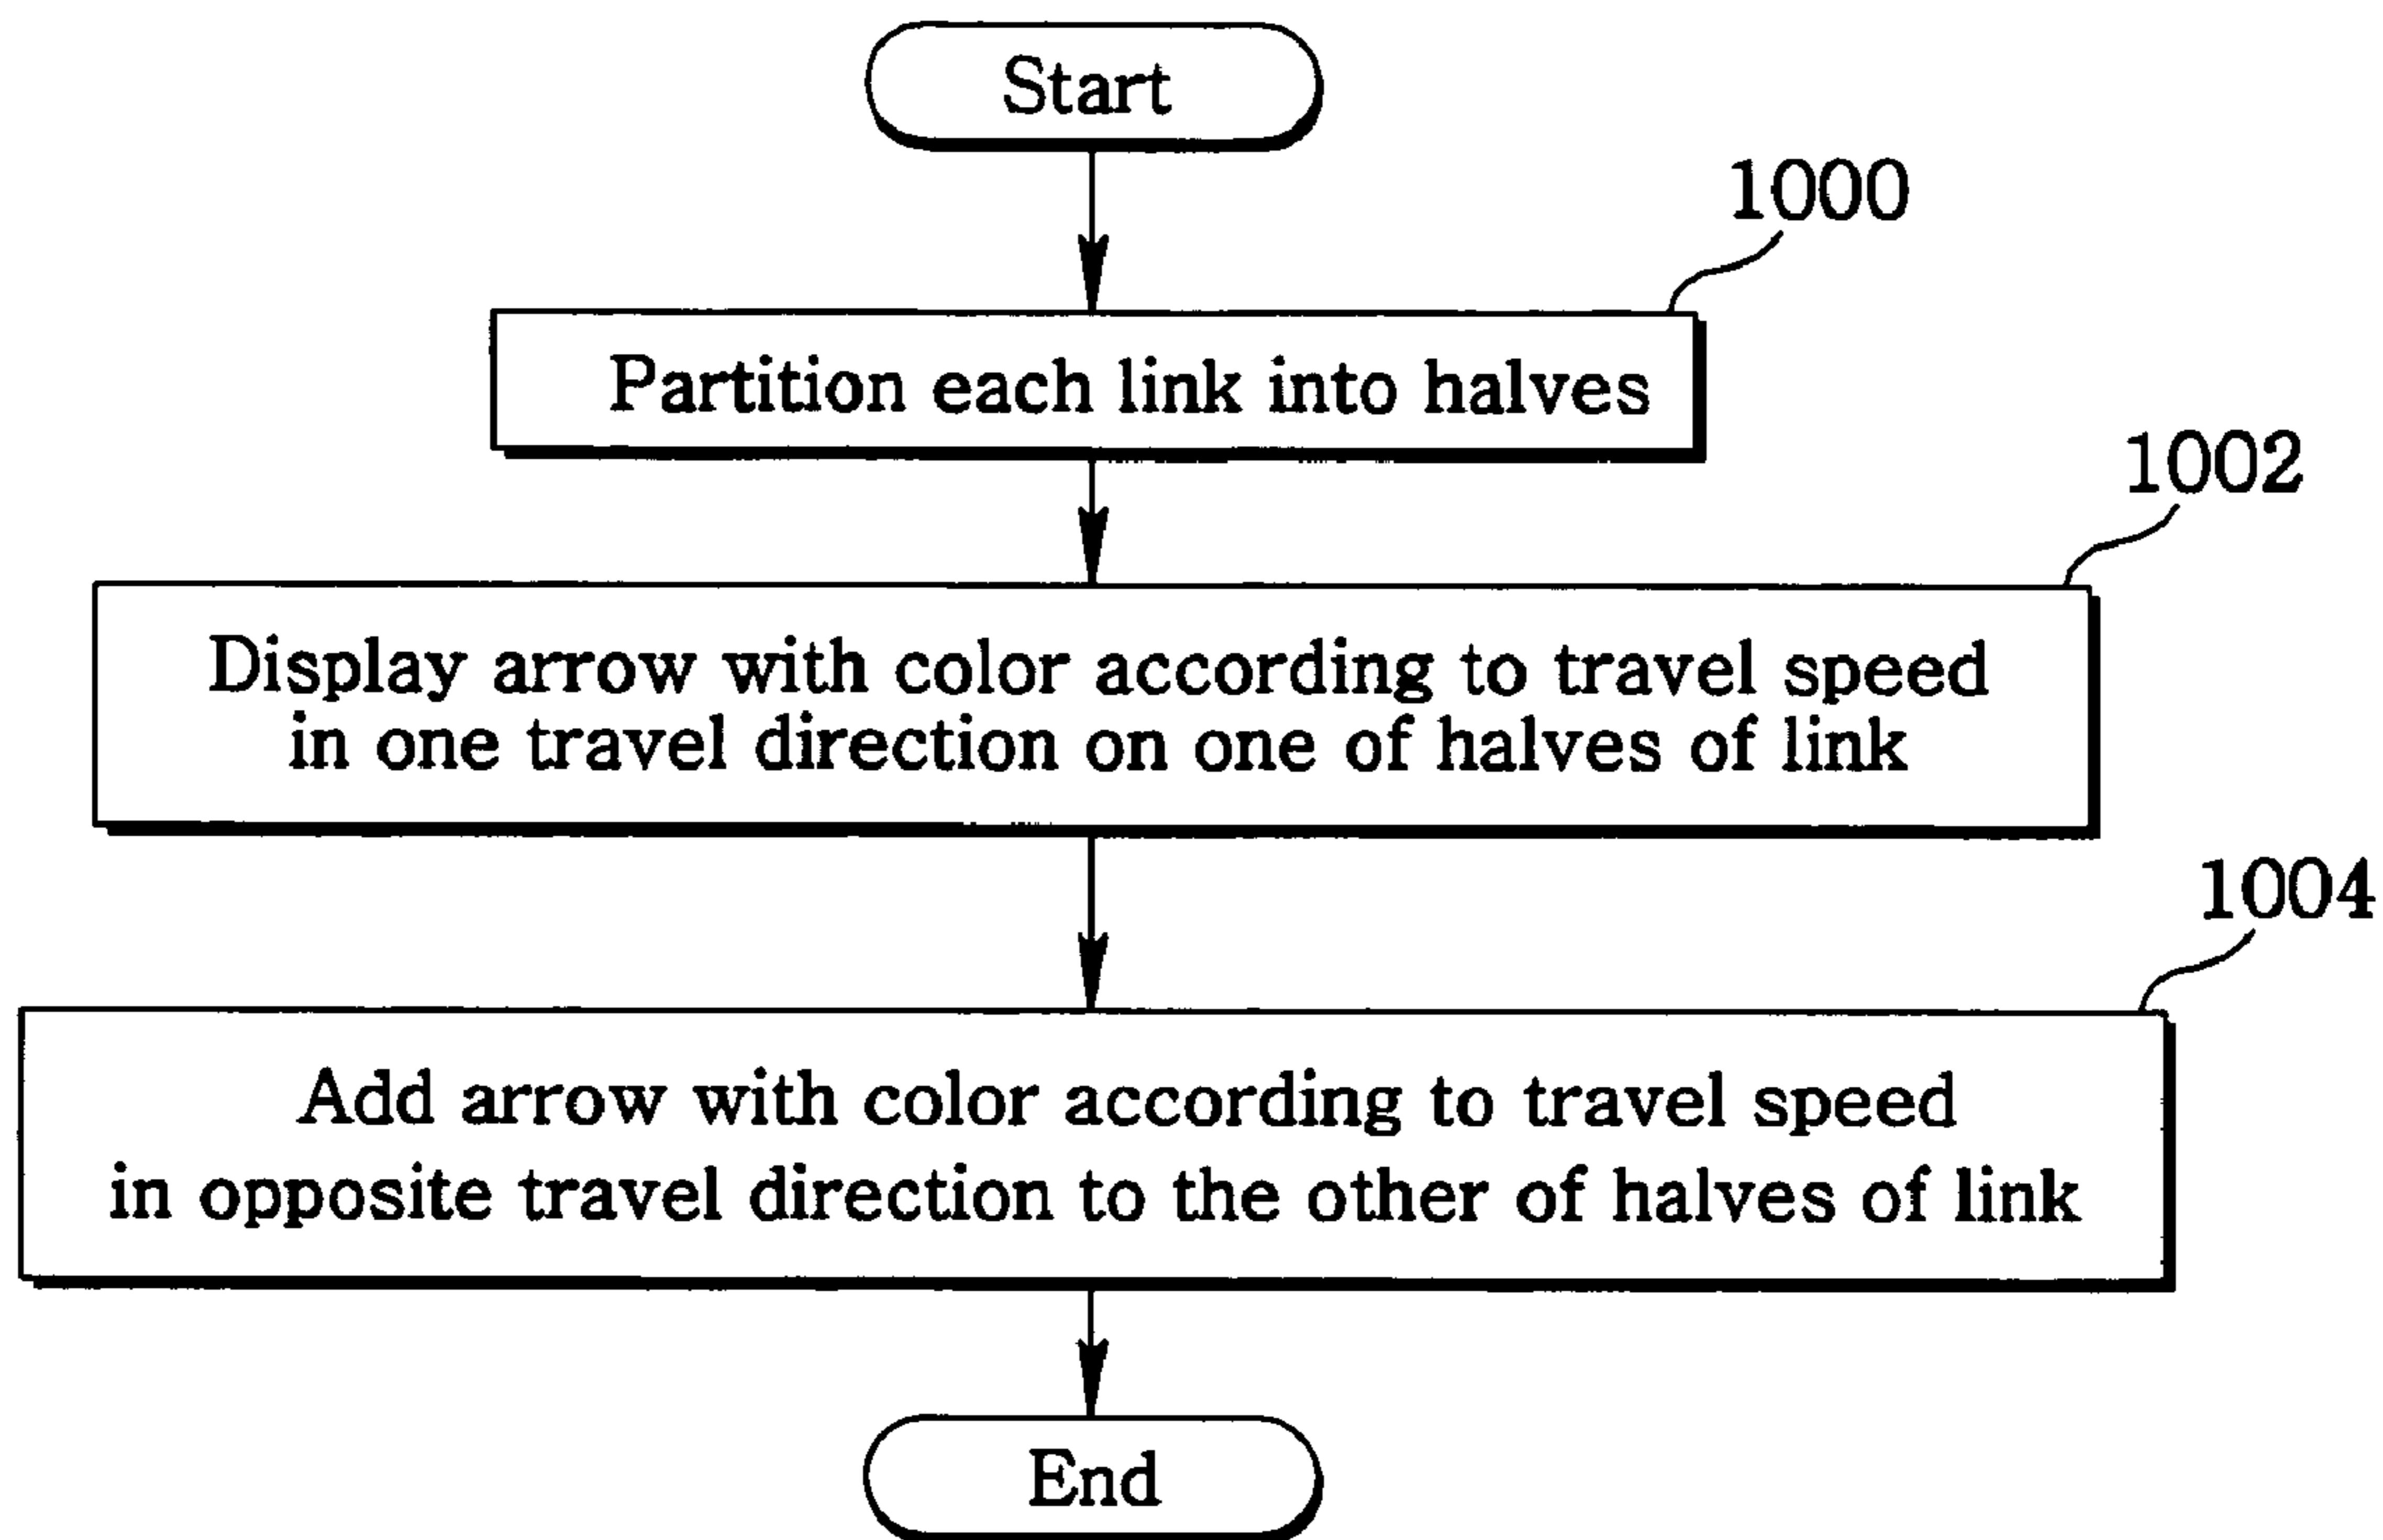 Start
1000
Partition each link into halves
1002
Display arrow with color according to travel speed
in one travel direction on one of halves of link
1004
Add arrow with color according to travel speed
in opposite travel direction to the other of halves of link
End